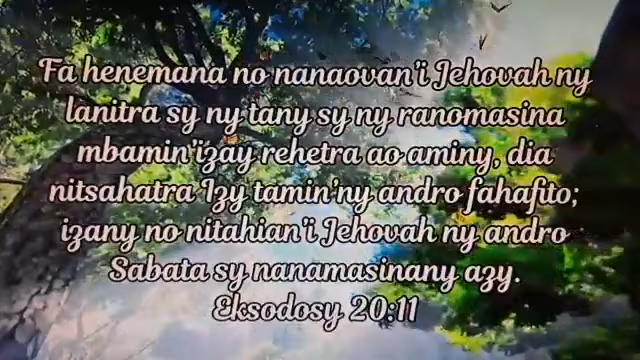 Fa henemana no nanaovan'i Jehovah ny
lanitra sy ny tany sy ny ranomasina
mbamin'izay rehetra ao aminy, dia
nitsahatra Izy tamin'ny andro fahafito;
izany no nitahian'i Jehovah ny andro
Sabata sy nanamasinany azy.
Eksodosy 20:11